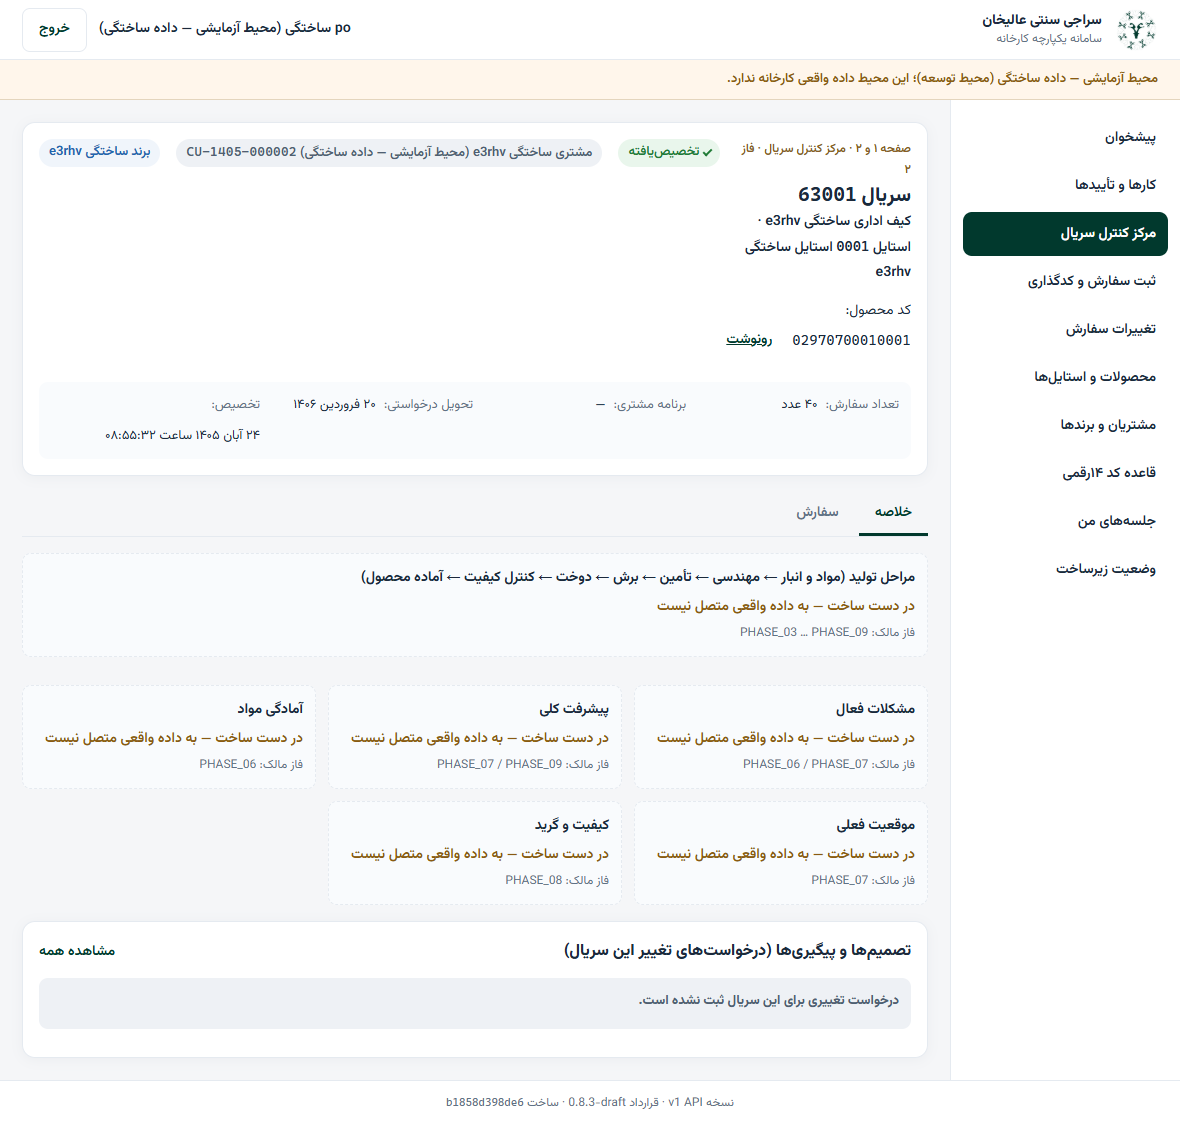 سراجی سنتی عالیخان
سامانه یکپارچه کارخانه
po ساختگی (محیط آزمایشی — داده ساختگی)
خروج
محیط آزمایشی — داده ساختگی (محیط توسعه)؛ این محیط داده واقعی کارخانه ندارد.
پیشخوان
کارها و تأییدها
مرکز کنترل سریال
ثبت سفارش و کدگذاری
تغییرات سفارش
محصولات و استایل‌ها
مشتریان و برندها
قاعده کد ۱۴رقمی
جلسه‌های من
وضعیت زیرساخت
صفحه ۱ و ۲ · مرکز کنترل سریال · فاز
۲
✓ تخصیص‌یافته
مشتری ساختگی e3rhv (محیط آزمایشی — داده ساختگی) CU-1405-000002
برند ساختگی e3rhv
سریال 63001
کیف اداری ساختگی e3rhv ·
استایل 0001 استایل ساختگی
e3rhv
کد محصول:
02970700010001 رونوشت
تعداد سفارش: ۴۰ عدد
برنامه مشتری: —
تحویل درخواستی: ۲۰ فروردین ۱۴۰۶
تخصیص:
۲۴ آبان ۱۴۰۵ ساعت ۰۸:۵۵:۳۲
خلاصه
سفارش
مراحل تولید (مواد و انبار ← مهندسی ← تأمین ← برش ← دوخت ← کنترل کیفیت ← آماده محصول)
در دست ساخت — به داده واقعی متصل نیست
فاز مالک: PHASE_03 … PHASE_09
مشکلات فعال
در دست ساخت — به داده واقعی متصل نیست
فاز مالک: PHASE_06 / PHASE_07
پیشرفت کلی
در دست ساخت — به داده واقعی متصل نیست
فاز مالک: PHASE_07 / PHASE_09
آمادگی مواد
در دست ساخت — به داده واقعی متصل نیست
فاز مالک: PHASE_06
موقعیت فعلی
در دست ساخت — به داده واقعی متصل نیست
فاز مالک: PHASE_07
کیفیت و گرید
در دست ساخت — به داده واقعی متصل نیست
فاز مالک: PHASE_08
تصمیم‌ها و پیگیری‌ها (درخواست‌های تغییر این سریال)
مشاهده همه
درخواست تغییری برای این سریال ثبت نشده است.
نسخه v1 API · قرارداد 0.8.3-draft · ساخت b1858d398de6